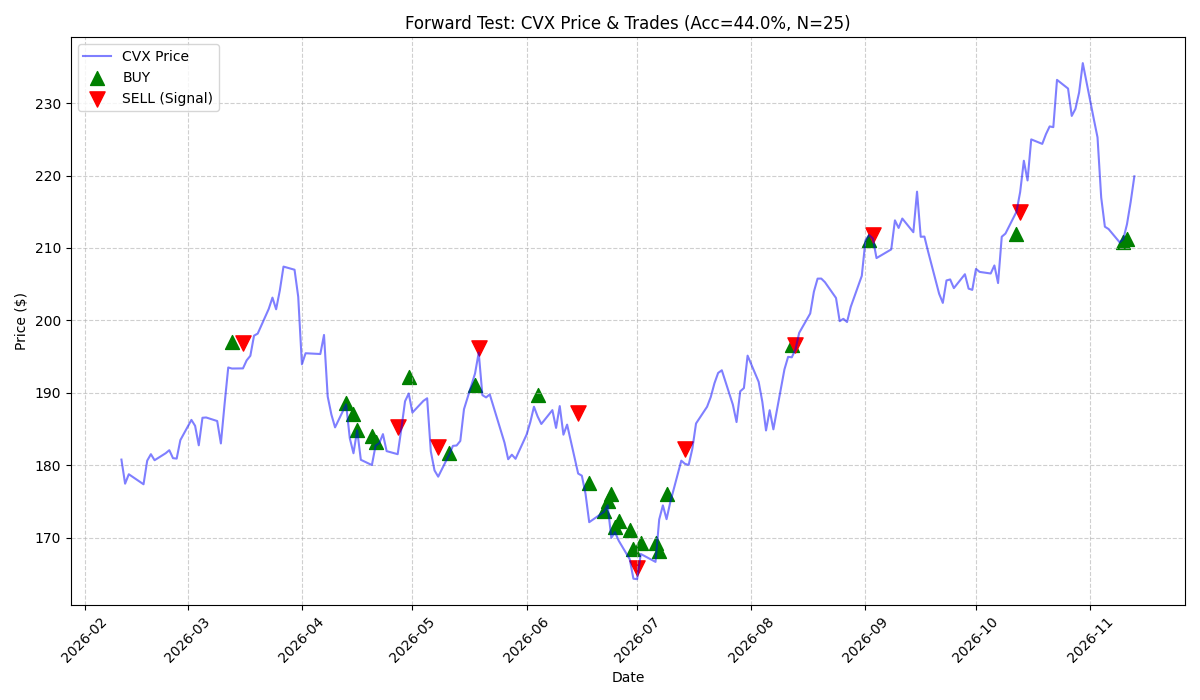 Forward Test: CVX Price & Trades (Acc=44.0%, N=25)
CVX Price
BUY
SELL (Signal)
Price ($)
230
220
210
200
190
180
170
2026-02
2026-03
2026-04
2026-05
2026-06
2026-07
2026-08
2026-09
2026-10
2026-11
Date